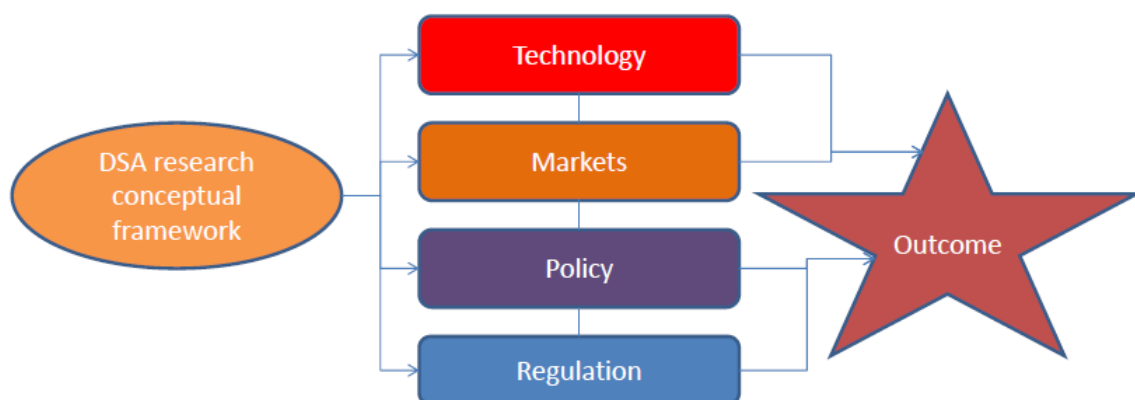 DSA research
conceptual
framework
Technology
Markets
Policy
Regulation
Outcome